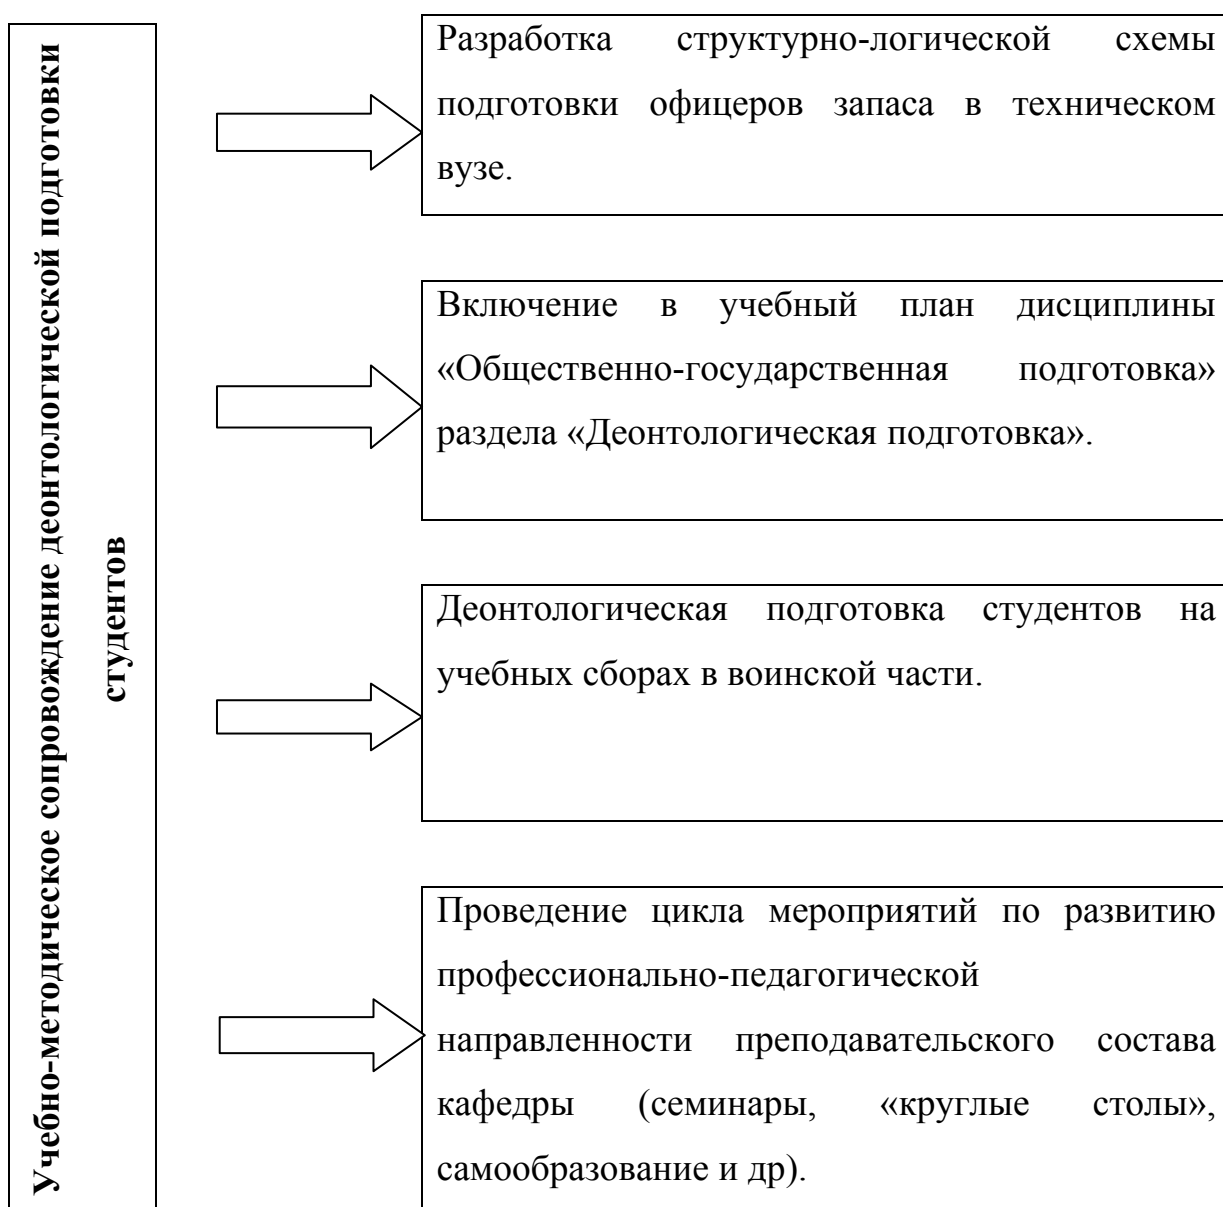 Учебно-методическое сопровождение деонтологической подготовки
студентов
Разработка структурно-логической схемы
подготовки офицеров запаса в техническом
вузе.
Включение в учебный план дисциплины
«Общественно-государственная подготовка»
раздела «Деонтологическая подготовка».
Деонтологическая подготовка студентов на
учебных сборах в воинской части.
Проведение цикла мероприятий по развитию
профессионально-педагогической
направленности преподавательского состава
кафедры (семинары, «круглые столы»,
самообразование и др).